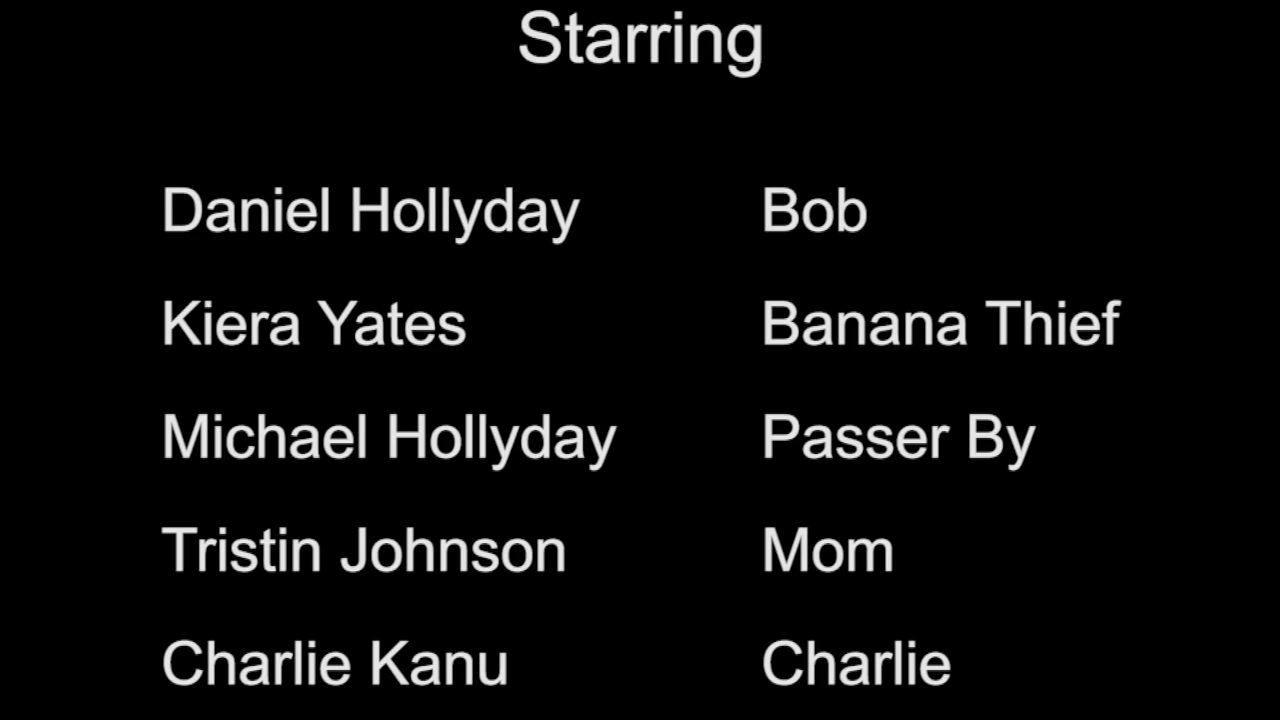 Starring
Daniel Hollyday Bob
Kiera Yates Banana Thief
Michael Hollyday Passer By
Tristin Johnson Mom
Charlie Kanu Charlie